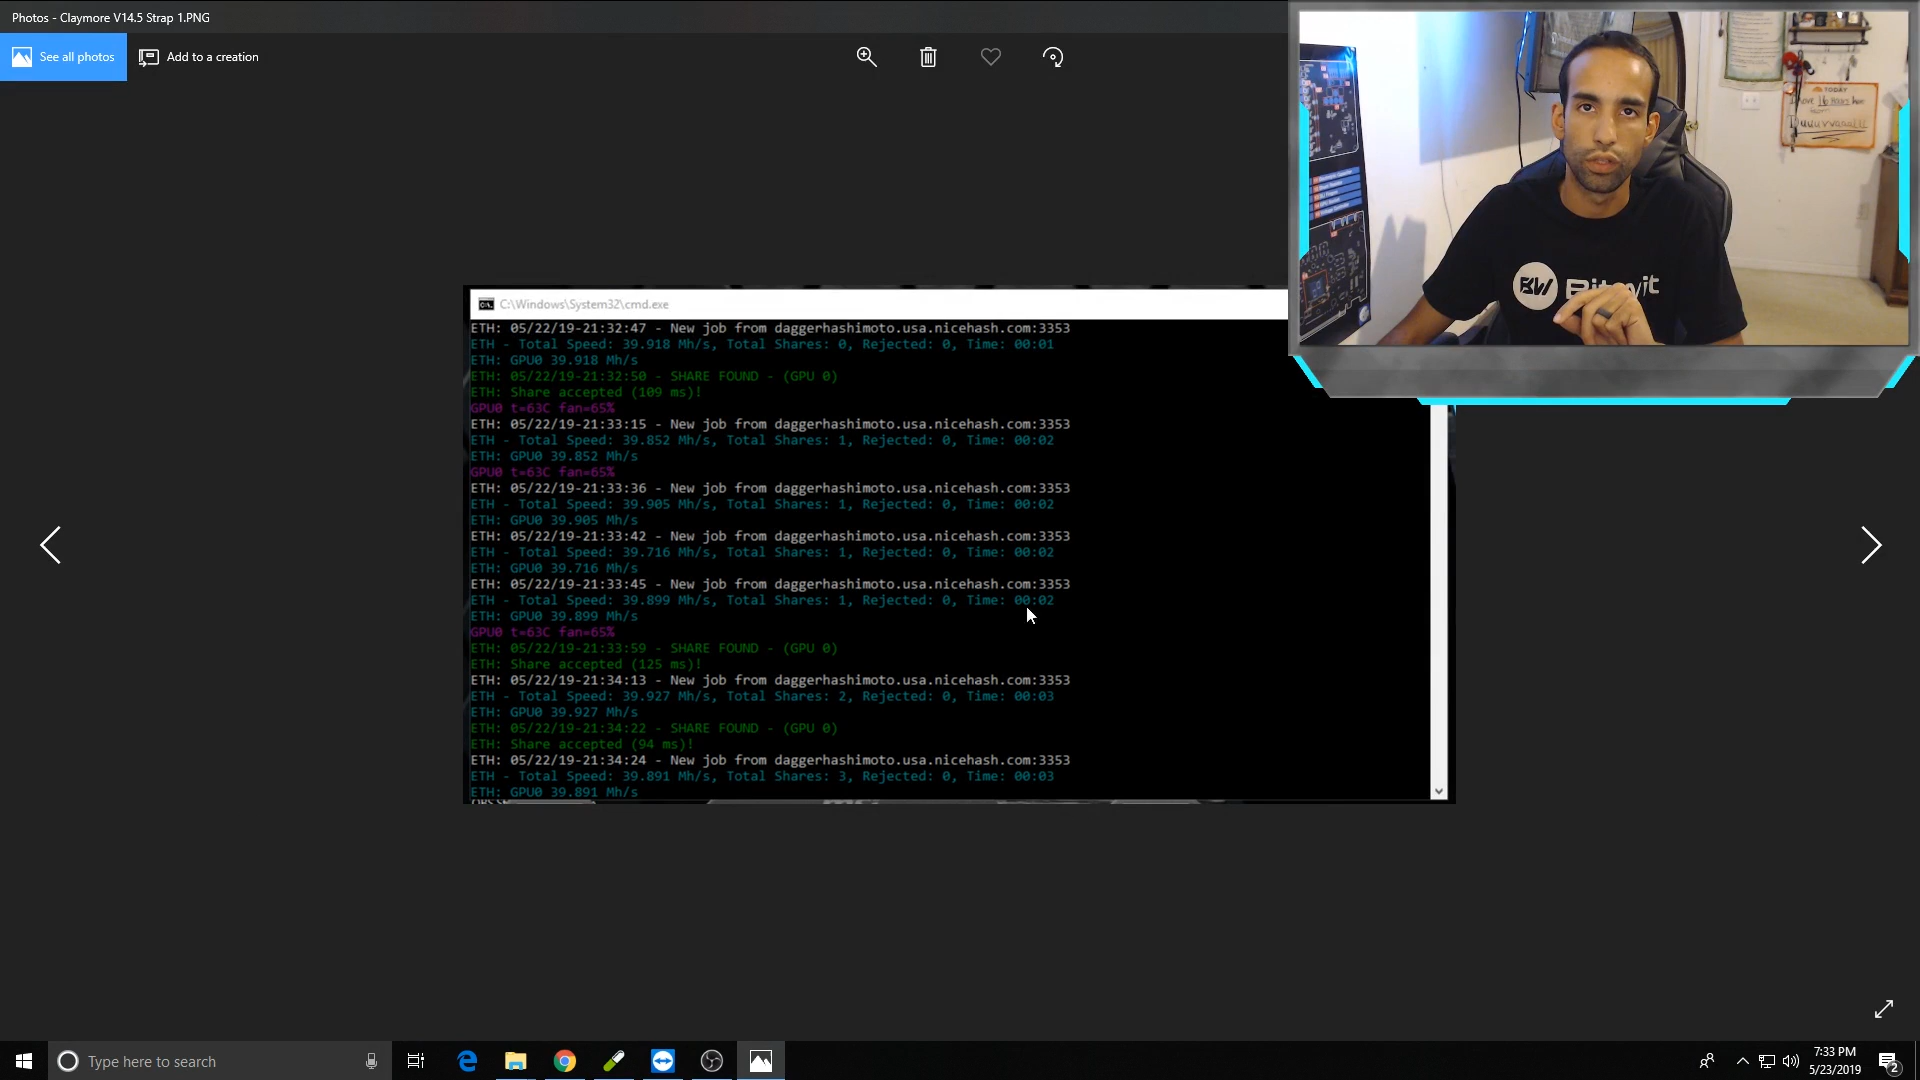 Photos - Claymore V14.5 Strap 1.PNG
See all photos
Add to a creation
C:\Windows\System32\cmd.exe
ETH: 05/22/19-21:32:47 - New job from daggerhashimoto.usa.nicehash.com:3353
ETH - Total Speed: 39.918 Mh/s, Total Shares: 0, Rejected: 0, Time: 00:01
ETH: GPU0 39.918 Mh/s
ETH: 05/22/19-21:32:50 - SHARE FOUND - (GPU 0)
ETH: Share accepted (109 ms)!
GPU0 t=63C fan=65%
ETH: 05/22/19-21:33:15 - New job from daggerhashimoto.usa.nicehash.com:3353
ETH - Total Speed: 39.852 Mh/s, Total Shares: 1, Rejected: 0, Time: 00:02
ETH: GPU0 39.852 Mh/s
GPU0 t=63C fan=65%
ETH: 05/22/19-21:33:36 - New job from daggerhashimoto.usa.nicehash.com:3353
ETH - Total Speed: 39.905 Mh/s, Total Shares: 1, Rejected: 0, Time: 00:02
ETH: GPU0 39.905 Mh/s
ETH: 05/22/19-21:33:42 - New job from daggerhashimoto.usa.nicehash.com:3353
ETH - Total Speed: 39.716 Mh/s, Total Shares: 1, Rejected: 0, Time: 00:02
ETH: GPU0 39.716 Mh/s
ETH: 05/22/19-21:33:45 - New job from daggerhashimoto.usa.nicehash.com:3353
ETH - Total Speed: 39.899 Mh/s, Total Shares: 1, Rejected: 0, Time: 00:02
ETH: GPU0 39.899 Mh/s
GPU0 t=63C fan=65%
ETH: 05/22/19-21:33:59 - SHARE FOUND - (GPU 0)
ETH: Share accepted (125 ms)!
ETH: 05/22/19-21:34:13 - New job from daggerhashimoto.usa.nicehash.com:3353
ETH - Total Speed: 39.927 Mh/s, Total Shares: 2, Rejected: 0, Time: 00:03
ETH: GPU0 39.927 Mh/s
ETH: 05/22/19-21:34:22 - SHARE FOUND - (GPU 0)
ETH: Share accepted (94 ms)!
ETH: 05/22/19-21:34:24 - New job from daggerhashimoto.usa.nicehash.com:3353
ETH - Total Speed: 39.891 Mh/s, Total Shares: 3, Rejected: 0, Time: 00:03
ETH: GPU0 39.891 Mh/s
TODAY
BW
Type here to search
7:33 PM
5/23/2019
2